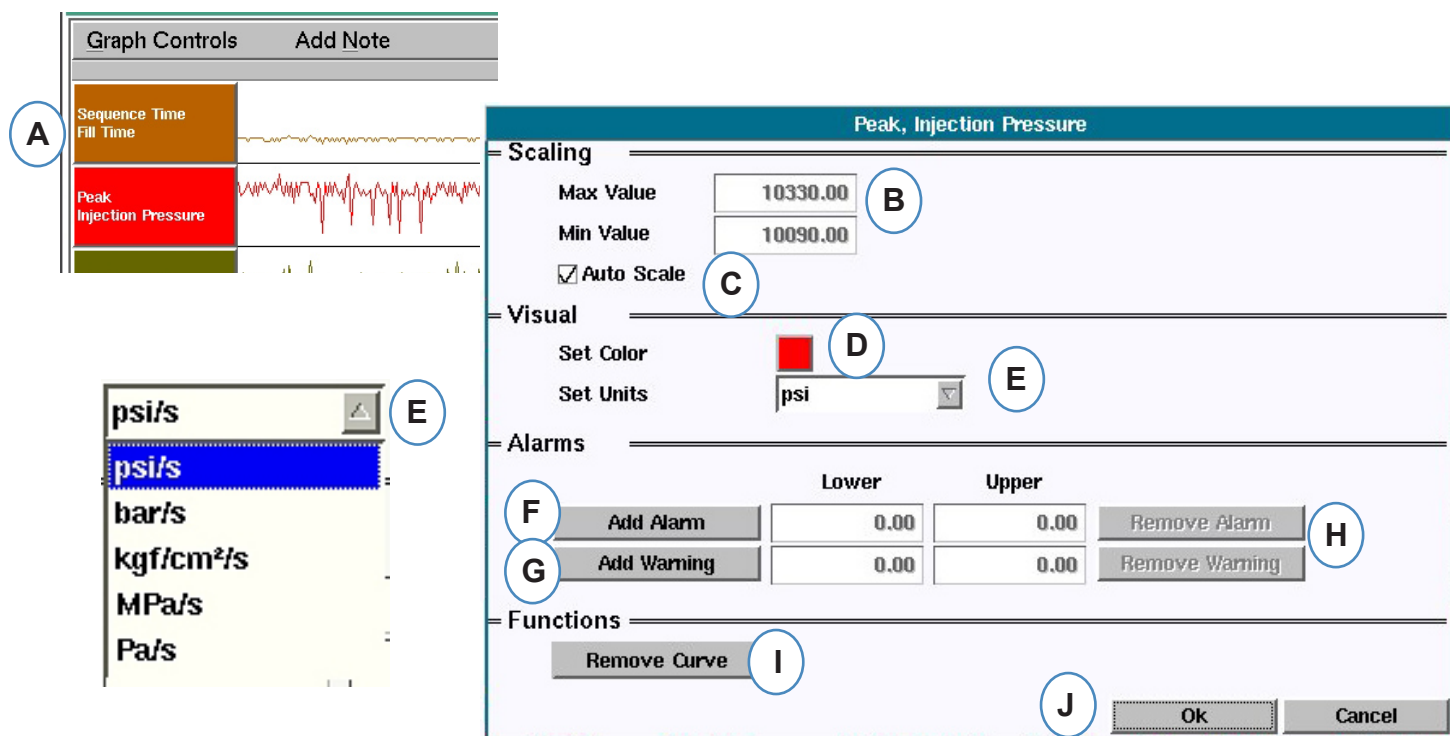 Graph Controls Add Note
A
Sequence Time
Fill Time
Peak
Injection Pressure
Peak, Injection Pressure
Scaling
Max Value 10330.00 B
Min Value 10090.00
Auto Scale C
Visual
Set Color D
Set Units psi E
psi/s E
psi/s
bar/s
kgf/cm²/s
MPa/s
Pa/s
Alarms
Lower Upper
F Add Alarm 0.00 0.00 Remove Alarm H
G Add Warning 0.00 0.00 Remove Warning
Functions
Remove Curve I
J Ok Cancel